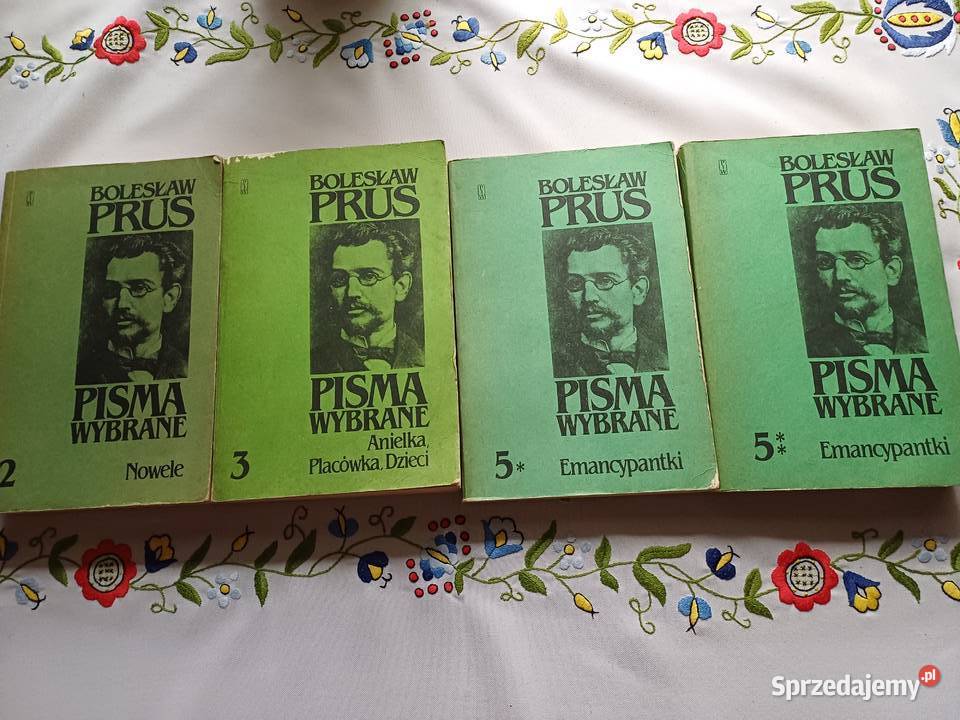 BOLESŁAW
PRUS
PISMA
WYBRANE
2
Nowele
BOLESŁAW
PRUS
PISMA
WYBRANE
3
Anielka,
Placówka, Dzieci
BOLESŁAW
PRUS
PISMA
WYBRANE
5* Emancypantki
BOLESŁAW
PRUS
PISMA
WYBRANE
5** Emancypantki
Sprzedajemy.pl